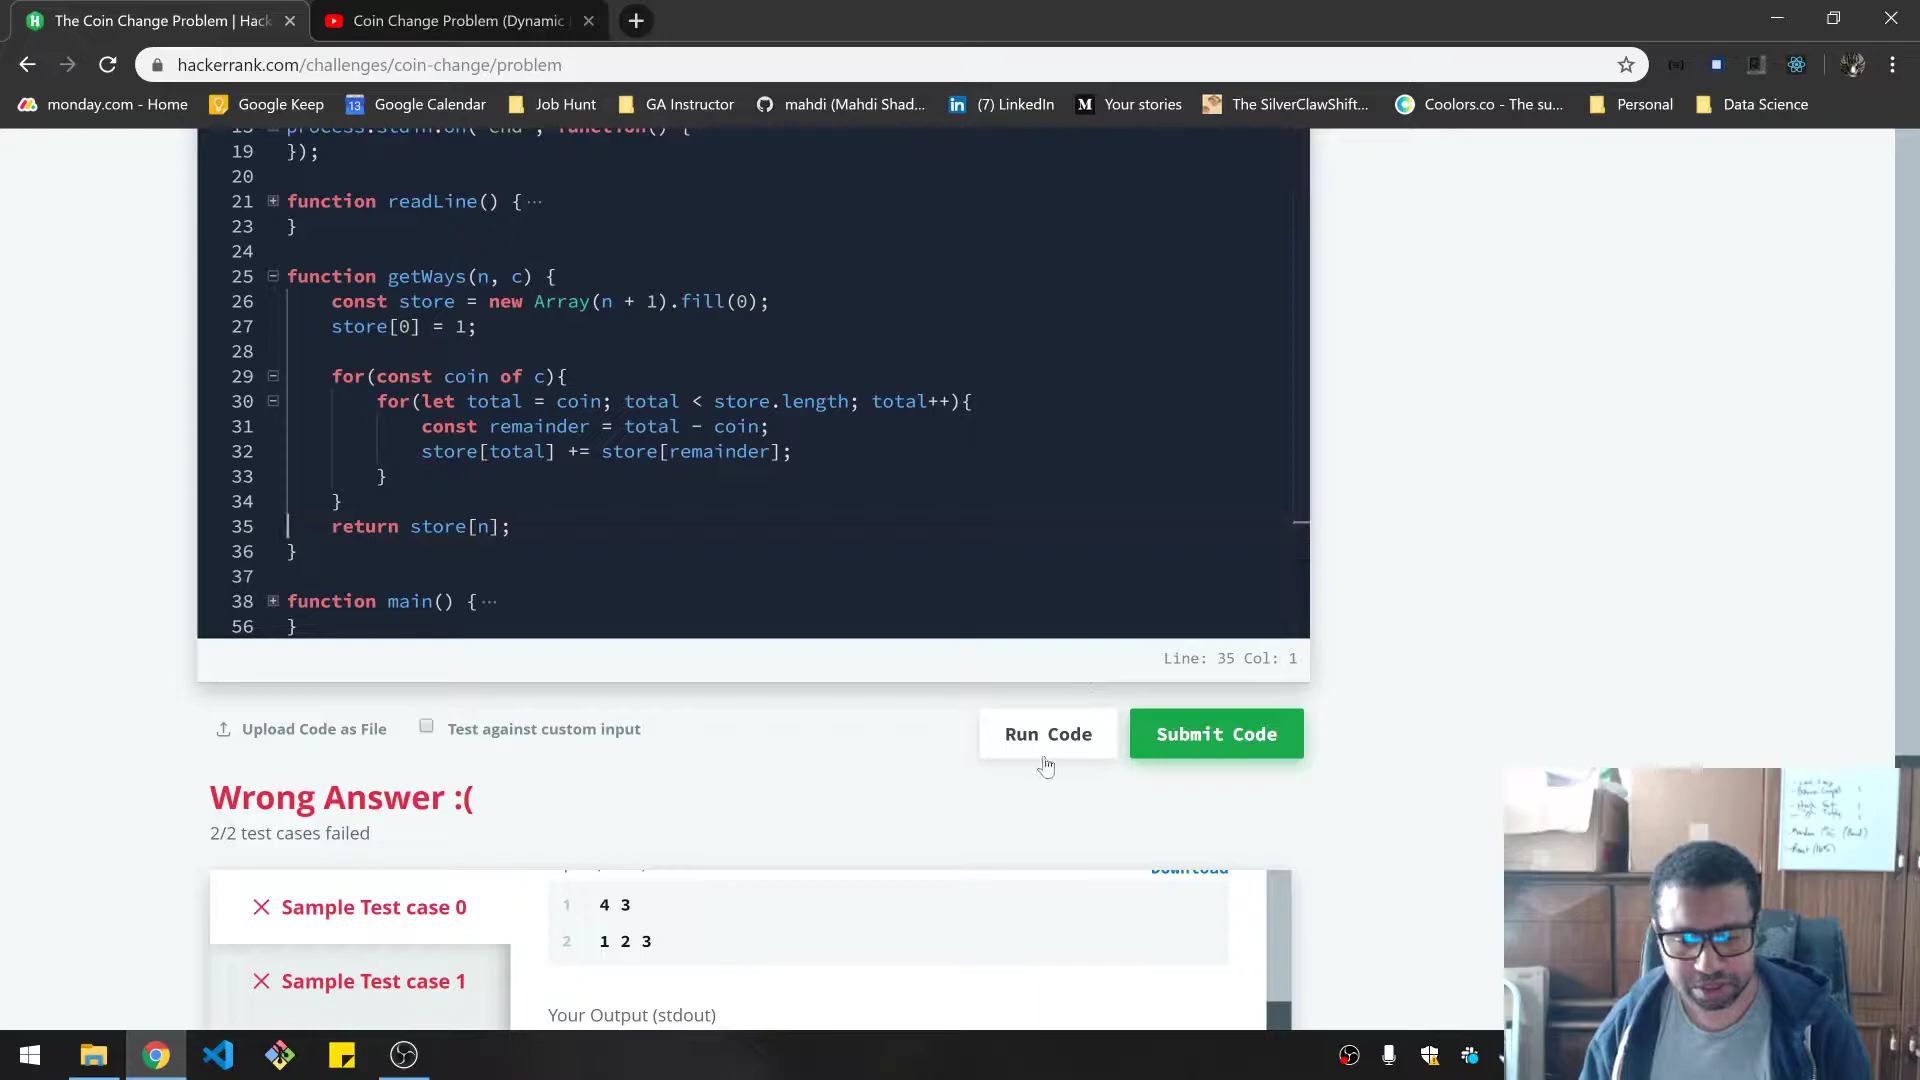 The Coin Change Problem | Hack
Coin Change Problem (Dynamic
hackerrank.com/challenges/coin-change/problem
monday.com - Home
Google Keep
13
Google Calendar
Job Hunt
GA Instructor
mahdi (Mahdi Shad...
(7) LinkedIn
Your stories
The SilverClawShift...
Coolors.co - The su...
Personal
Data Science
process.stdin.on('end', function() {
19 });
20
21 function readLine() {···
23 }
24
25 function getWays(n, c) {
26 const store = new Array(n + 1).fill(0);
27 store[0] = 1;
28
29 for(const coin of c){
30 for(let total = coin; total < store.length; total++){
31 const remainder = total - coin;
32 store[total] += store[remainder];
33 }
34 }
35 return store[n];
36 }
37
38 function main() {···
56 }
Line: 35 Col: 1
Upload Code as File
Test against custom input
Run Code
Submit Code
Wrong Answer :(
2/2 test cases failed
Download
Sample Test case 0
1 4 3
2 1 2 3
Sample Test case 1
Your Output (stdout)